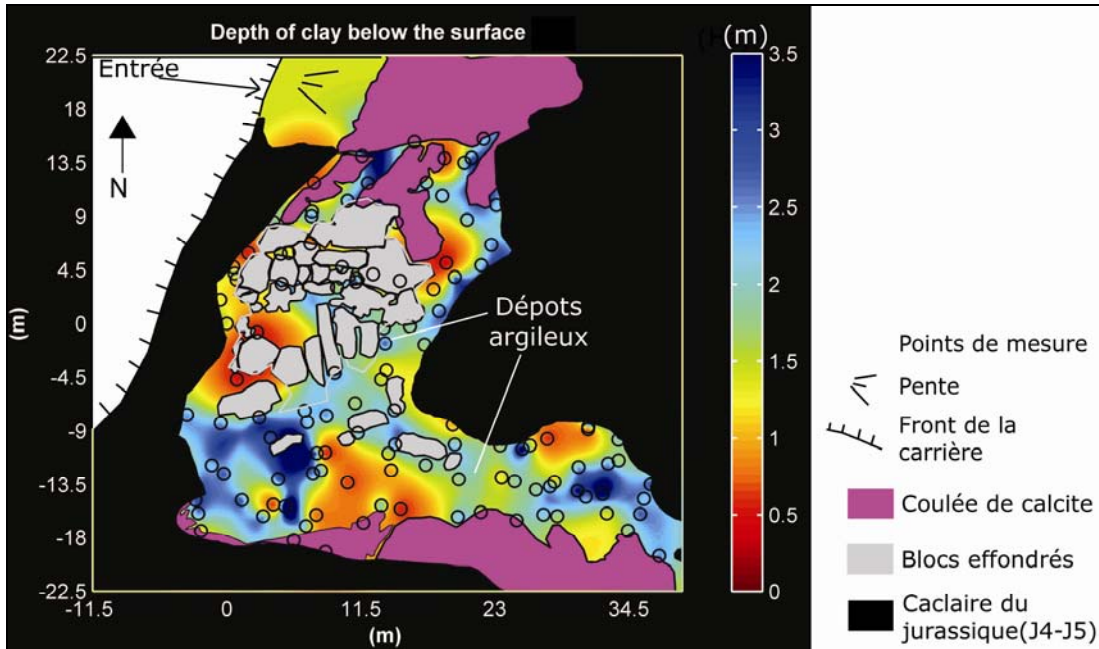 Depth of clay below the surface
(m)
Entrée
N
Dépots
argileux
22.5
18
13.5
9
4.5
0
-4.5
-9
-13.5
-18
-22.5
(m)
-11.5
0
11.5
23
34.5
(m)
3.5
3
2.5
2
1.5
1
0.5
0
Points de mesure
Pente
Front de la
carrière
Coulée de calcite
Blocs effondrés
Caclaire du
jurassique(J4-J5)